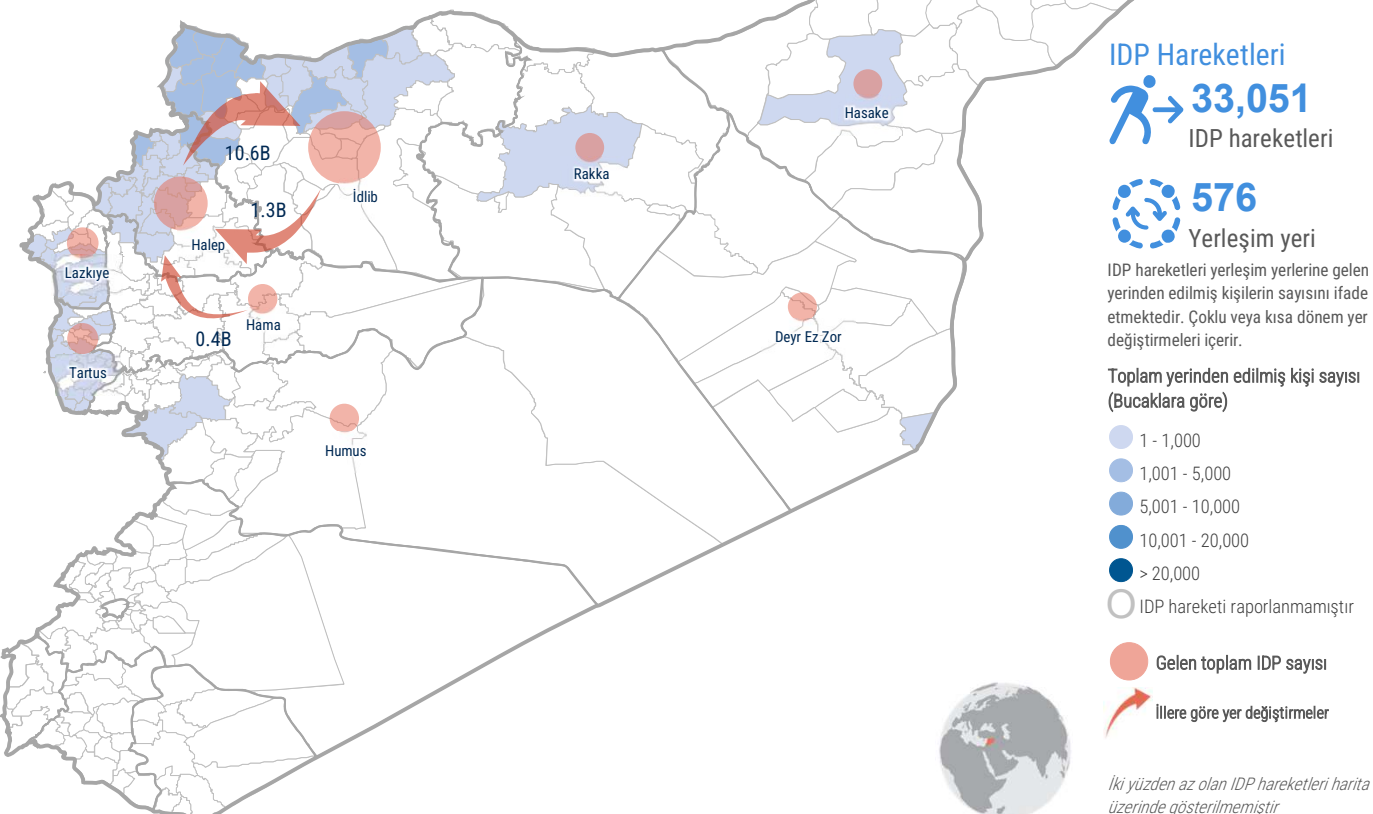 10.6B
1.3B
0.4B
İdlib
Halep
Lazkıye
Hama
Tartus
Humus
Rakka
Hasake
Deyr Ez Zor
IDP Hareketleri
33,051
IDP hareketleri
576
Yerleşim yeri
IDP hareketleri yerleşim yerlerine gelen
yerinden edilmiş kişilerin sayısını ifade
etmektedir. Çoklu veya kısa dönem yer
değiştirmeleri içerir.
Toplam yerinden edilmiş kişi sayısı
(Bucaklara göre)
1 - 1,000
1,001 - 5,000
5,001 - 10,000
10,001 - 20,000
> 20,000
IDP hareketi raporlanmamıştır
Gelen toplam IDP sayısı
İllere göre yer değiştirmeler
İki yüzden az olan IDP hareketleri harita
üzerinde gösterilmemiştir